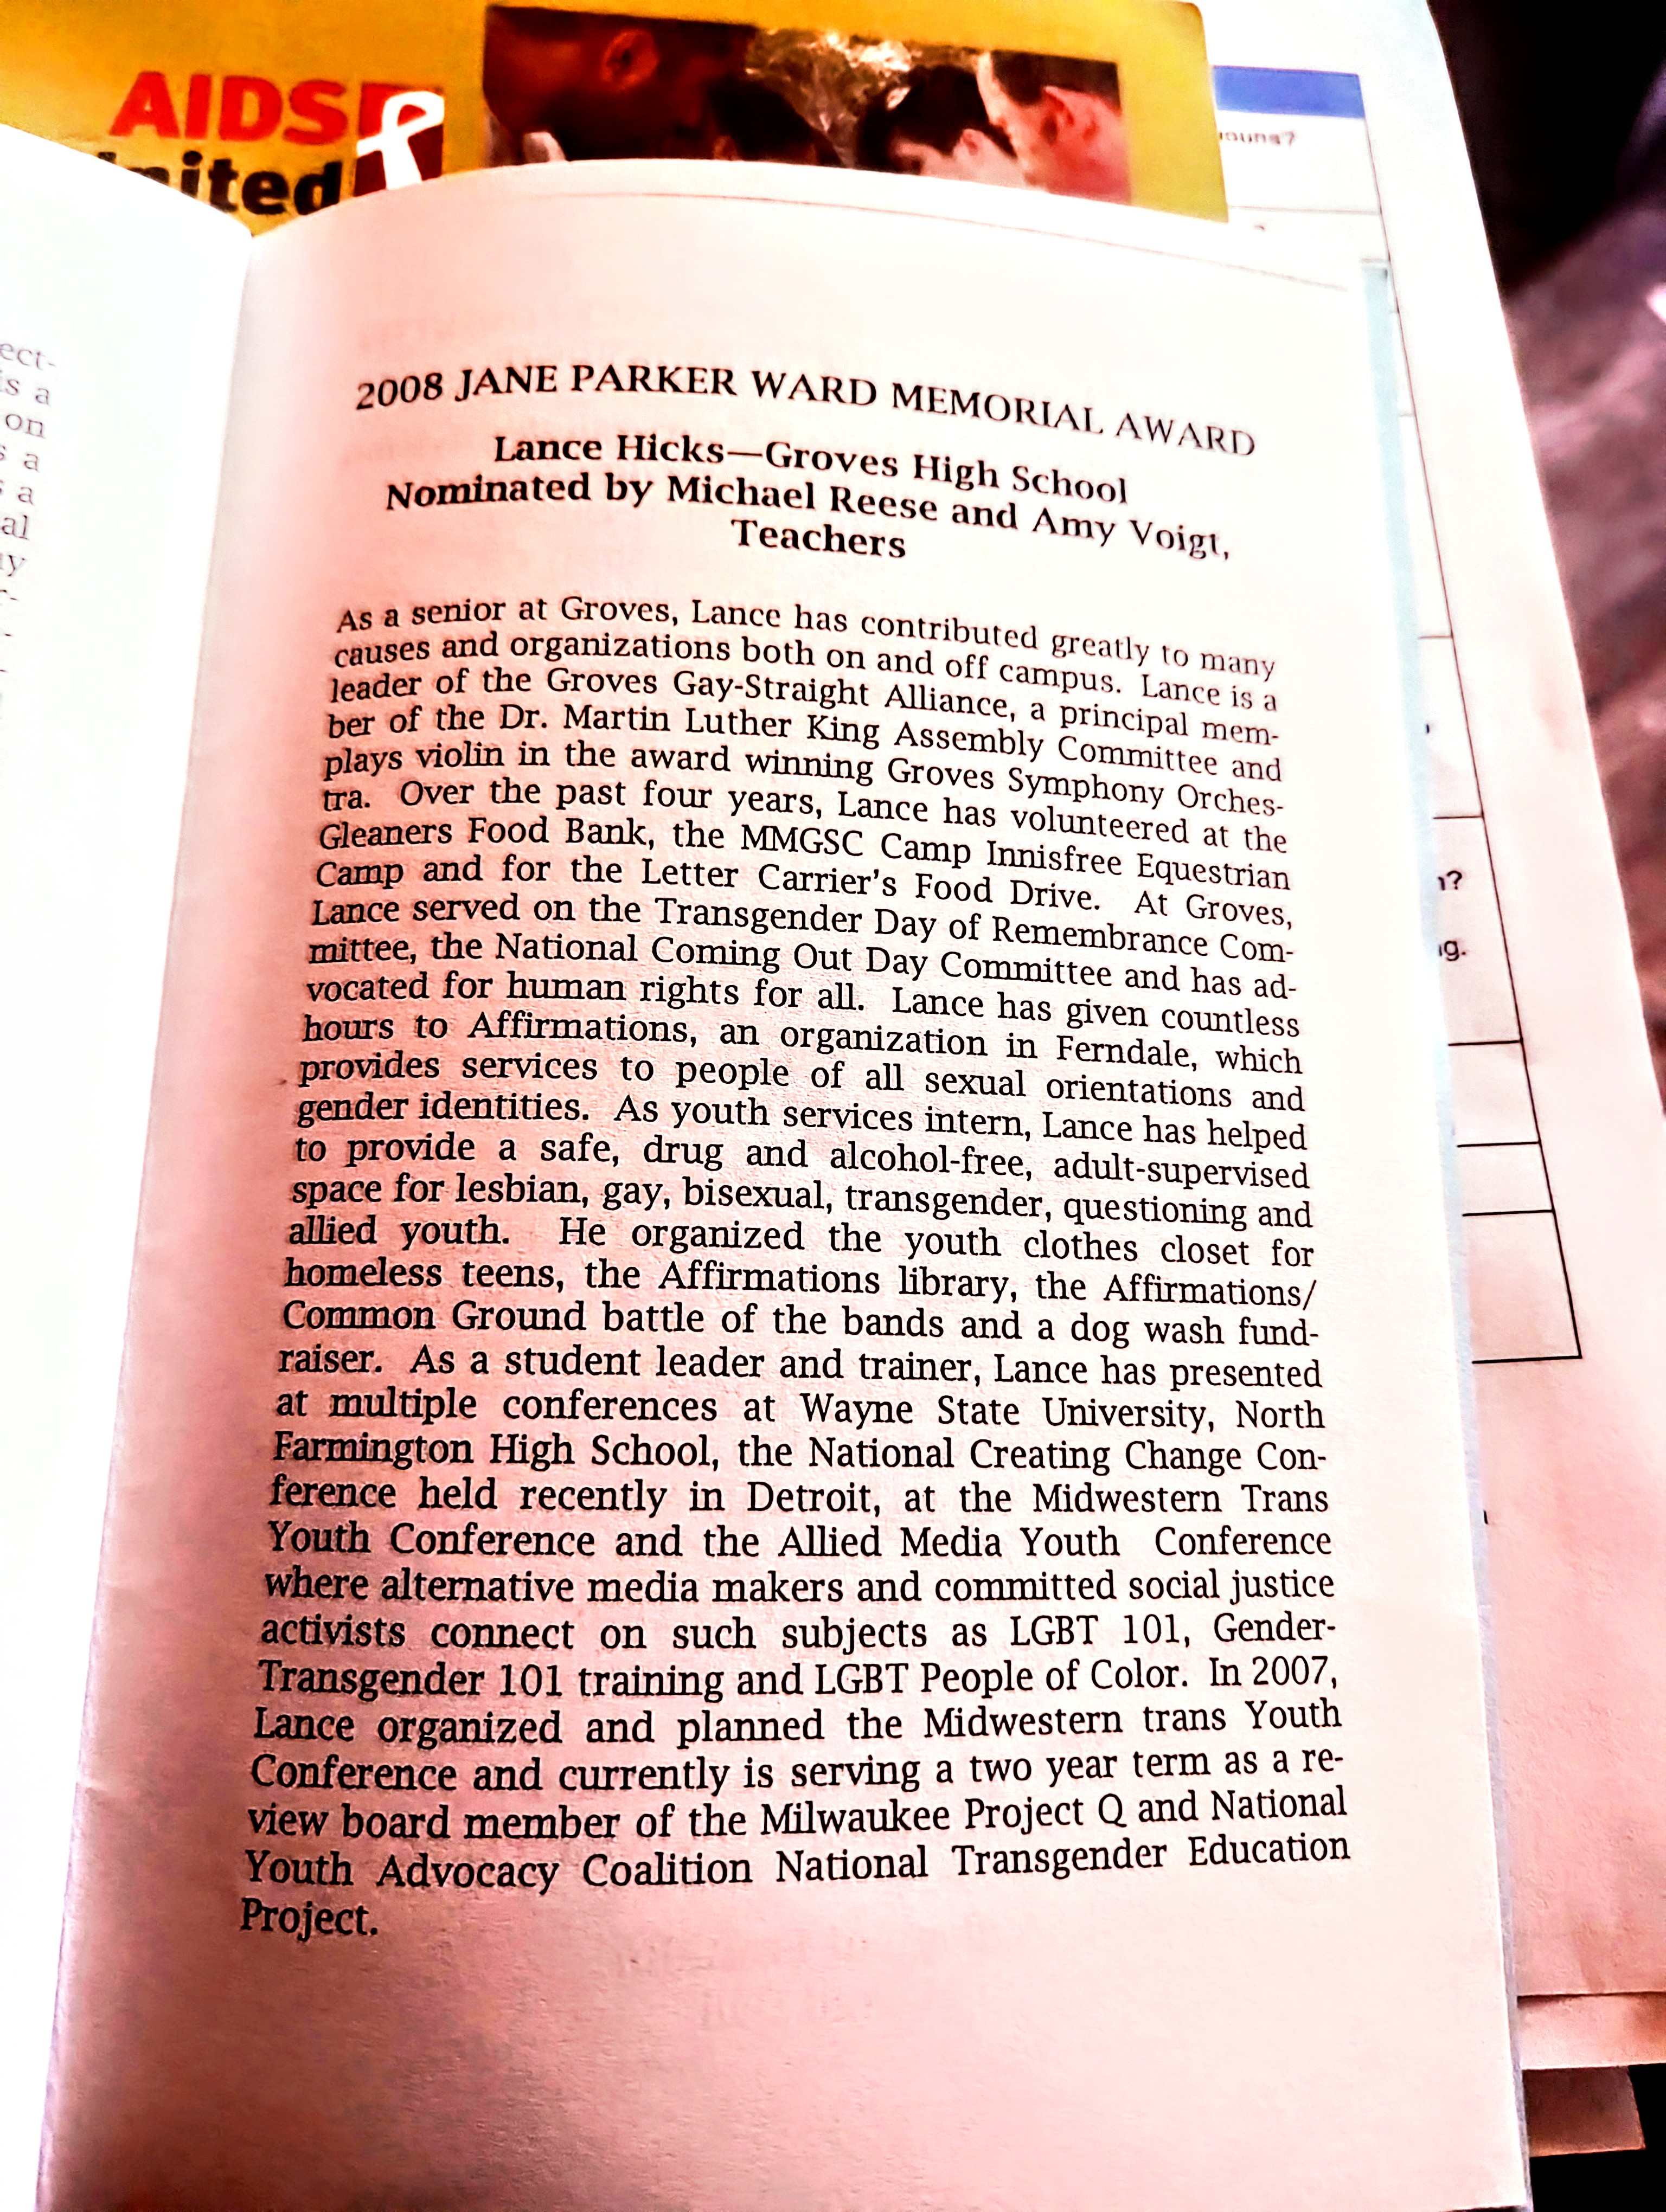 AIDS
nited
ouns?
ect-
is a
on
s a
s a
al
y
r-
-
-
2008 JANE PARKER WARD MEMORIAL AWARD
Lance Hicks—Groves High School
Nominated by Michael Reese and Amy Voigt,
Teachers
As a senior at Groves, Lance has contributed greatly to many
causes and organizations both on and off campus. Lance is a
leader of the Groves Gay-Straight Alliance, a principal mem-
ber of the Dr. Martin Luther King Assembly Committee and
plays violin in the award winning Groves Symphony Orches-
tra. Over the past four years, Lance has volunteered at the
Gleaners Food Bank, the MMGSC Camp Innisfree Equestrian
Camp and for the Letter Carrier's Food Drive. At Groves,
Lance served on the Transgender Day of Remembrance Com-
mittee, the National Coming Out Day Committee and has ad-
vocated for human rights for all. Lance has given countless
hours to Affirmations, an organization in Ferndale, which
provides services to people of all sexual orientations and
gender identities. As youth services intern, Lance has helped
to provide a safe, drug and alcohol-free, adult-supervised
space for lesbian, gay, bisexual, transgender, questioning and
allied youth. He organized the youth clothes closet for
homeless teens, the Affirmations library, the Affirmations/
Common Ground battle of the bands and a dog wash fund-
raiser. As a student leader and trainer, Lance has presented
at multiple conferences at Wayne State University, North
Farmington High School, the National Creating Change Con-
ference held recently in Detroit, at the Midwestern Trans
Youth Conference and the Allied Media Youth Conference
where alternative media makers and committed social justice
activists connect on such subjects as LGBT 101, Gender-
Transgender 101 training and LGBT People of Color. In 2007,
Lance organized and planned the Midwestern trans Youth
Conference and currently is serving a two year term as a re-
view board member of the Milwaukee Project Q and National
Youth Advocacy Coalition National Transgender Education
Project.
n?
g.